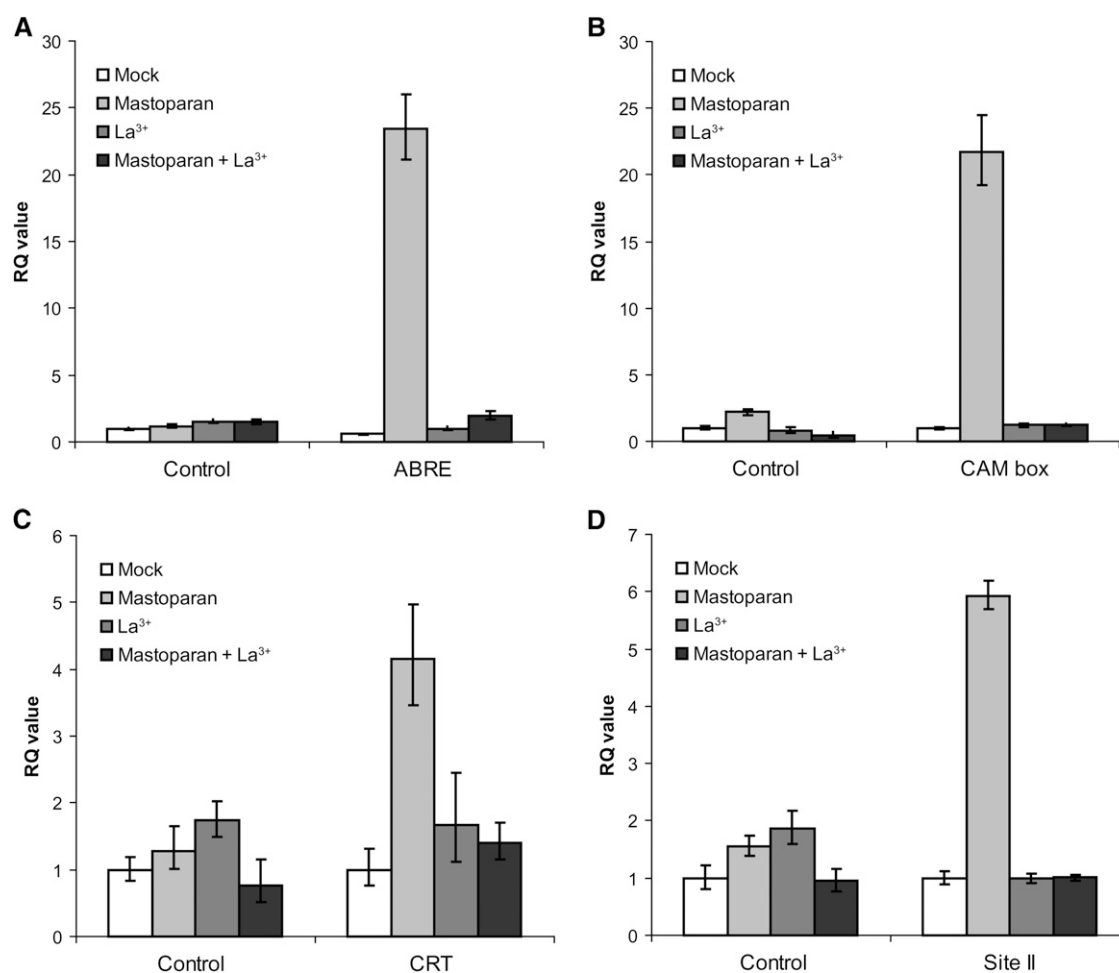 A
30
25
20
15
10
5
0
RQ value
Mock
Mastoparan
La³⁺
Mastoparan + La³⁺
Control
ABRE
B
30
25
20
15
10
5
0
RQ value
Mock
Mastoparan
La³⁺
Mastoparan + La³⁺
Control
CAM box
C
6
5
4
3
2
1
0
RQ value
Mock
Mastoparan
La³⁺
Mastoparan + La³⁺
Control
CRT
D
7
6
5
4
3
2
1
0
RQ value
Mock
Mastoparan
La³⁺
Mastoparan + La³⁺
Control
Site II